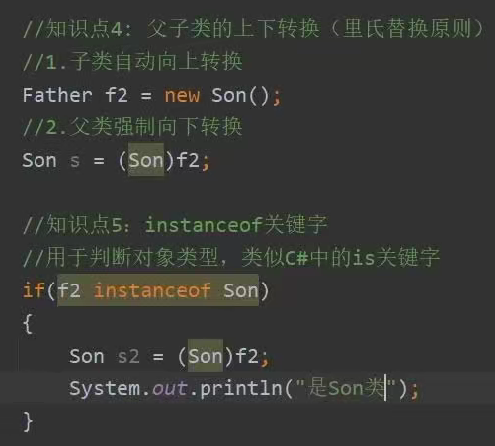 //知识点4: 父子类的上下转换（里氏替换原则）
//1.子类自动向上转换
Father f2 = new Son();
//2.父类强制向下转换
Son s = (Son)f2;
//知识点5：instanceof关键字
//用于判断对象类型，类似C#中的is关键字
if(f2 instanceof Son)
{
Son s2 = (Son)f2;
System.out.println("是Son类");
}